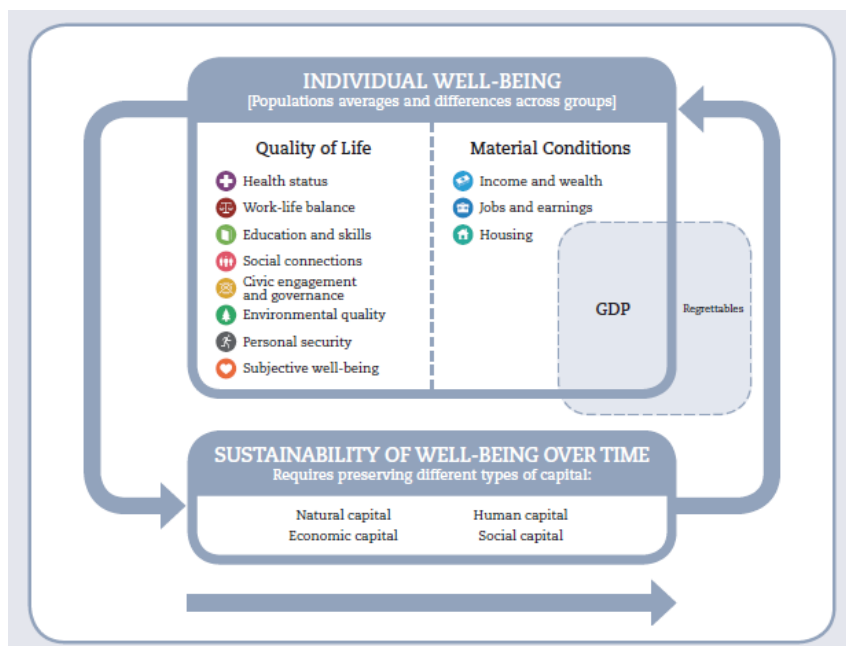 INDIVIDUAL WELL-BEING
[Populations averages and differences across groups]
Quality of Life
Health status
Work-life balance
Education and skills
Social connections
Civic engagement
and governance
Environmental quality
Personal security
Subjective well-being
Material Conditions
Income and wealth
Jobs and earnings
Housing
GDP
Regrettables
SUSTAINABILITY OF WELL-BEING OVER TIME
Requires preserving different types of capital:
Natural capital
Economic capital
Human capital
Social capital